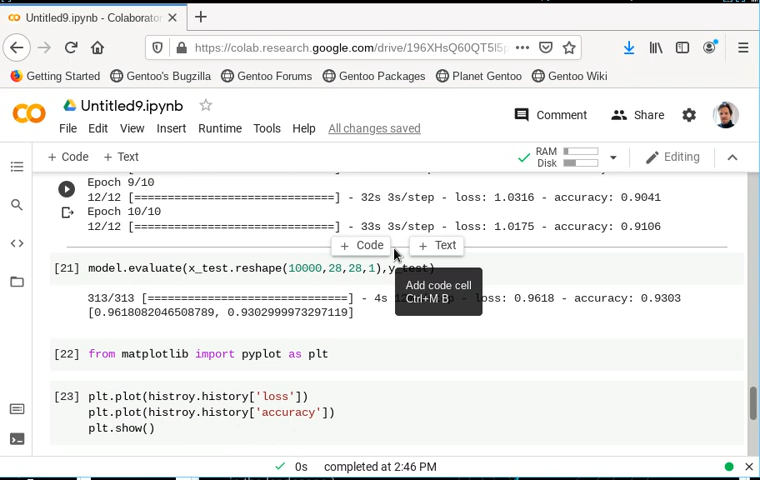 Untitled9.ipynb - Colaborator
https://colab.research.google.com/drive/196XHsQ60QT5l5p
Getting Started Gentoo's Bugzilla Gentoo Forums Gentoo Packages Planet Gentoo Gentoo Wiki
Untitled9.ipynb
Comment Share
File Edit View Insert Runtime Tools Help All changes saved
+ Code + Text
RAM
Disk
Editing
Epoch 9/10
12/12 [==============================] - 32s 3s/step - loss: 1.0316 - accuracy: 0.9041
Epoch 10/10
12/12 [==============================] - 33s 3s/step - loss: 1.0175 - accuracy: 0.9106
+ Code + Text
[21] model.evaluate(x_test.reshape(10000,28,28,1),y_test)
Add code cell
Ctrl+M B
313/313 [==============================] - 4s - loss: 0.9618 - accuracy: 0.9303
[0.9618082046508789, 0.9302999973297119]
[22] from matplotlib import pyplot as plt
[23] plt.plot(histroy.history['loss'])
plt.plot(histroy.history['accuracy'])
plt.show()
0s completed at 2:46 PM